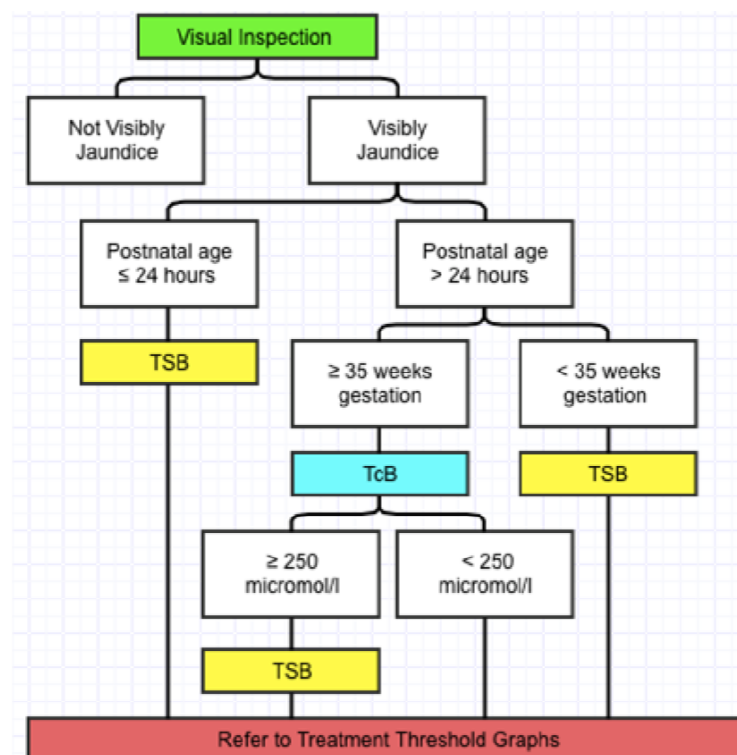 Visual Inspection
Not Visibly
Jaundice
Visibly
Jaundice
Postnatal age
≤ 24 hours
Postnatal age
> 24 hours
TSB
≥ 35 weeks
gestation
< 35 weeks
gestation
TcB
TSB
≥ 250
micromol/l
< 250
micromol/l
TSB
Refer to Treatment Threshold Graphs